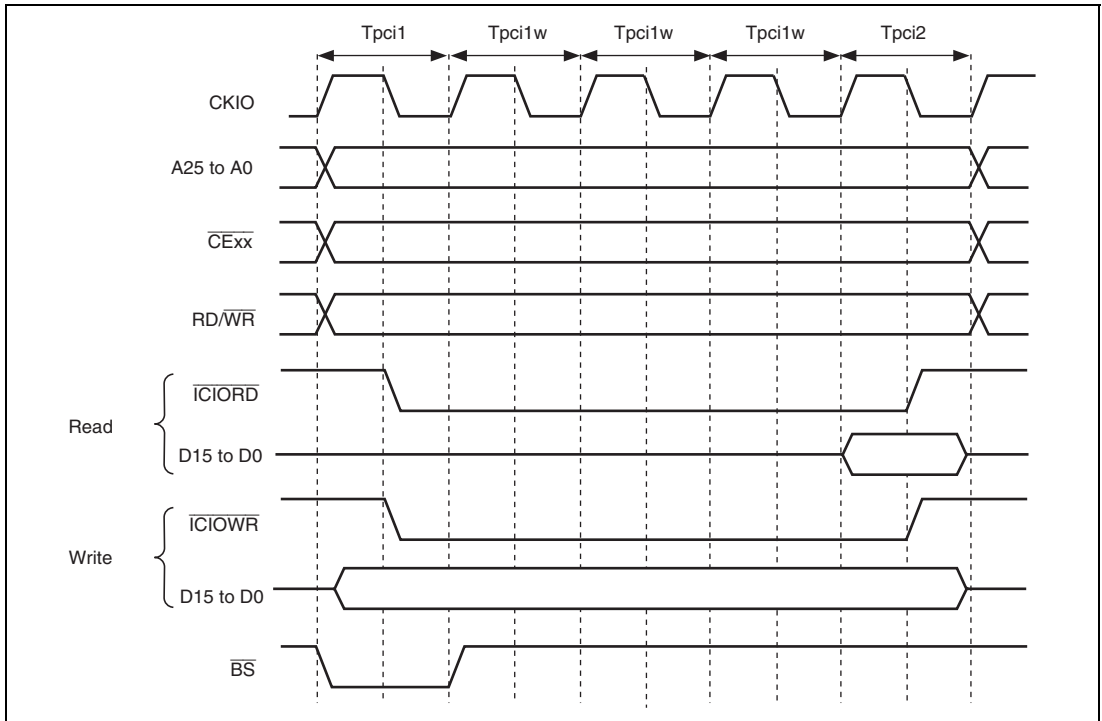 Tpci1 Tpci1w Tpci1w Tpci1w Tpci2
CKIO
A25 to A0
CExx
RD/WR
Read
ICIORD
D15 to D0
Write
ICIOWR
D15 to D0
BS